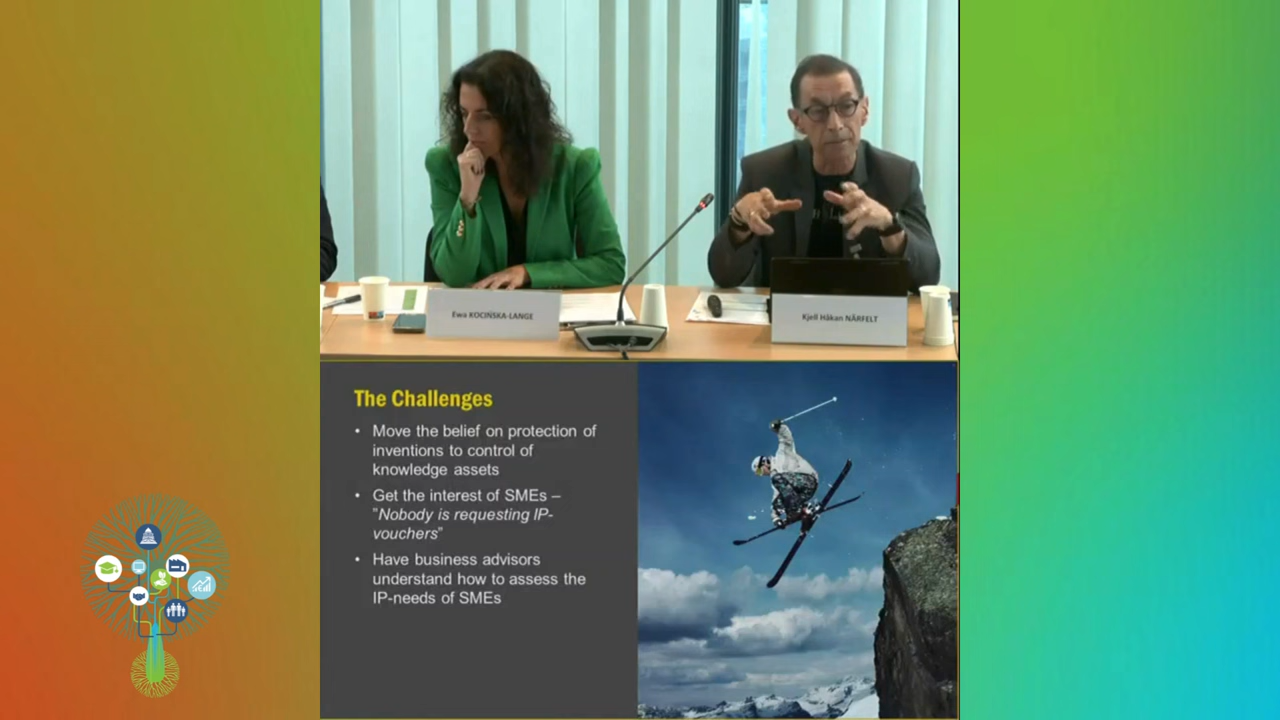 Ewa KOCIŃSKA-LANGE
Kjell Håkan NÄRFELT
The Challenges
• Move the belief on protection of
inventions to control of
knowledge assets
• Get the interest of SMEs –
"Nobody is requesting IP-
vouchers"
• Have business advisors
understand how to assess the
IP-needs of SMEs